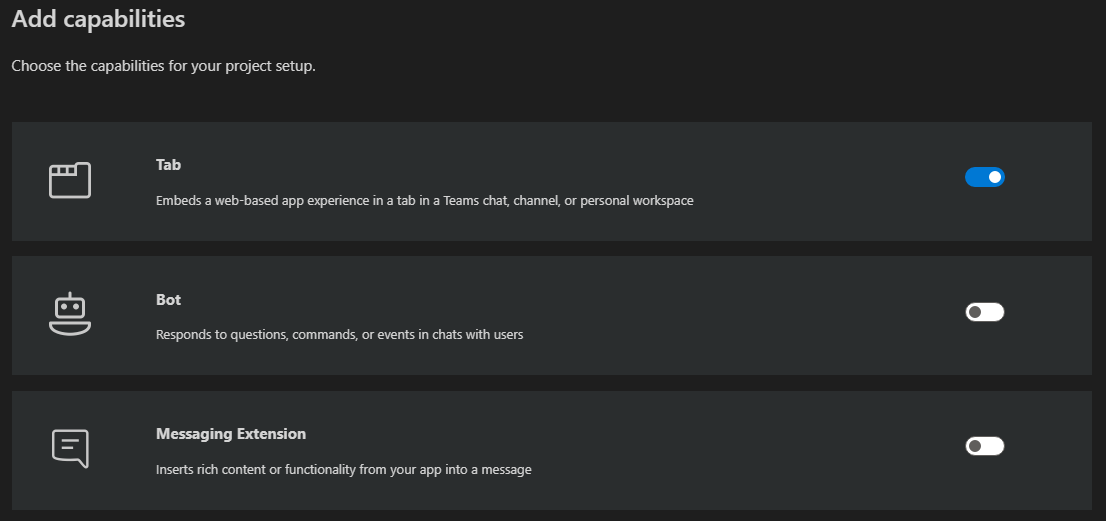 Add capabilities
Choose the capabilities for your project setup.
Tab
Embeds a web-based app experience in a tab in a Teams chat, channel, or personal workspace
Bot
Responds to questions, commands, or events in chats with users
Messaging Extension
Inserts rich content or functionality from your app into a message